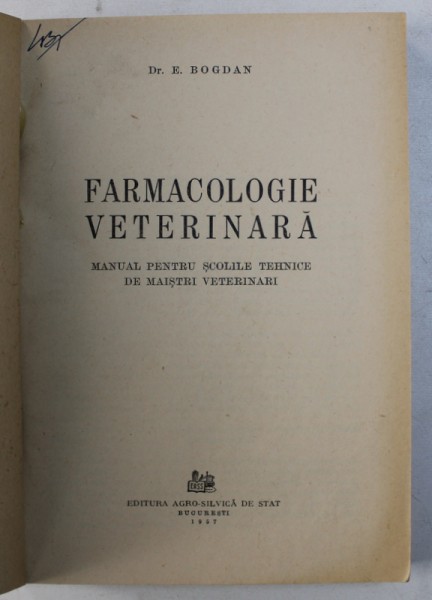 Dr. E. BOGDAN
FARMACOLOGIE
VETERINARĂ
MANUAL PENTRU ȘCOLILE TEHNICE
DE MAIȘTRI VETERINARI
EDITURA AGRO-SILVICĂ DE STAT
BUCUREȘTI
1957